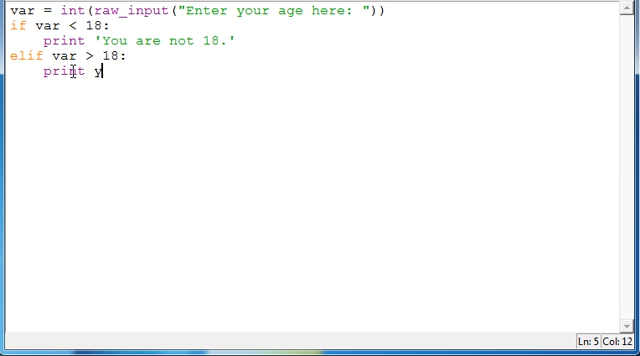 var = int(raw_input("Enter your age here: "))
if var < 18:
    print 'You are not 18.'
elif var > 18:
    print y
Ln: 5 Col: 12